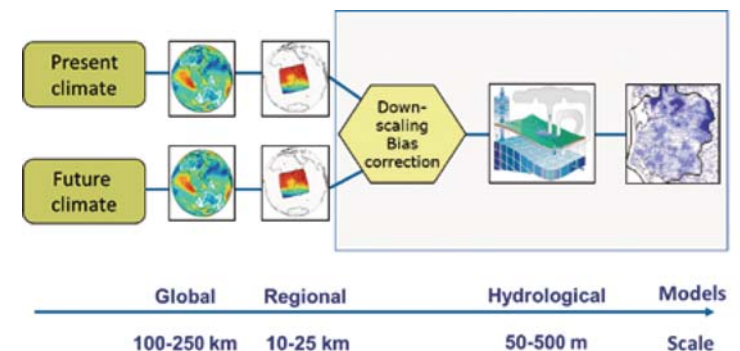 Present
climate
Down-
scaling
Bias
correction
Future
climate
Global Regional Hydrological Models
100-250 km 10-25 km 50-500 m Scale